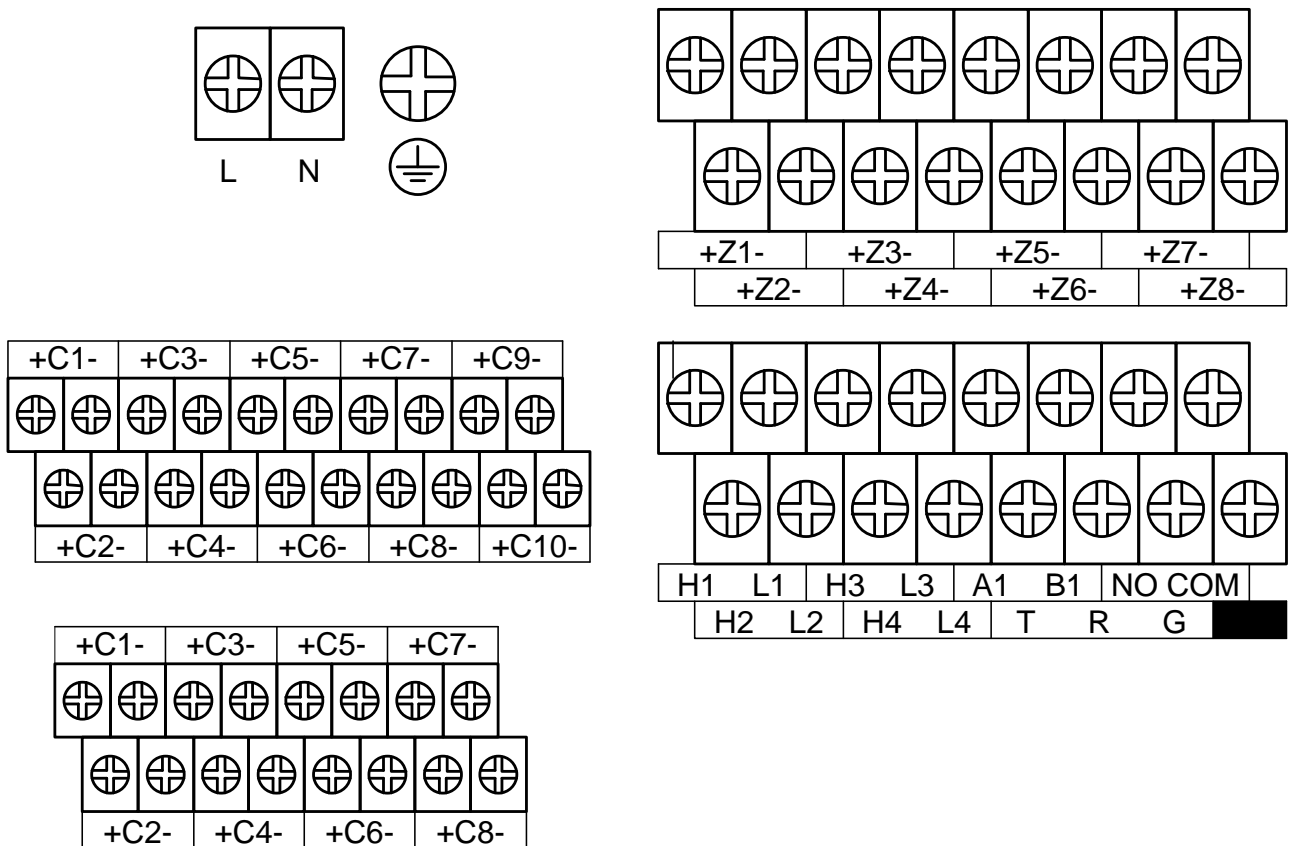 L N
+Z1- +Z3- +Z5- +Z7-
+Z2- +Z4- +Z6- +Z8-
+C1- +C3- +C5- +C7- +C9-
+C2- +C4- +C6- +C8- +C10-
H1 L1 H3 L3 A1 B1 NO COM
H2 L2 H4 L4 T R G
+C1- +C3- +C5- +C7-
+C2- +C4- +C6- +C8-